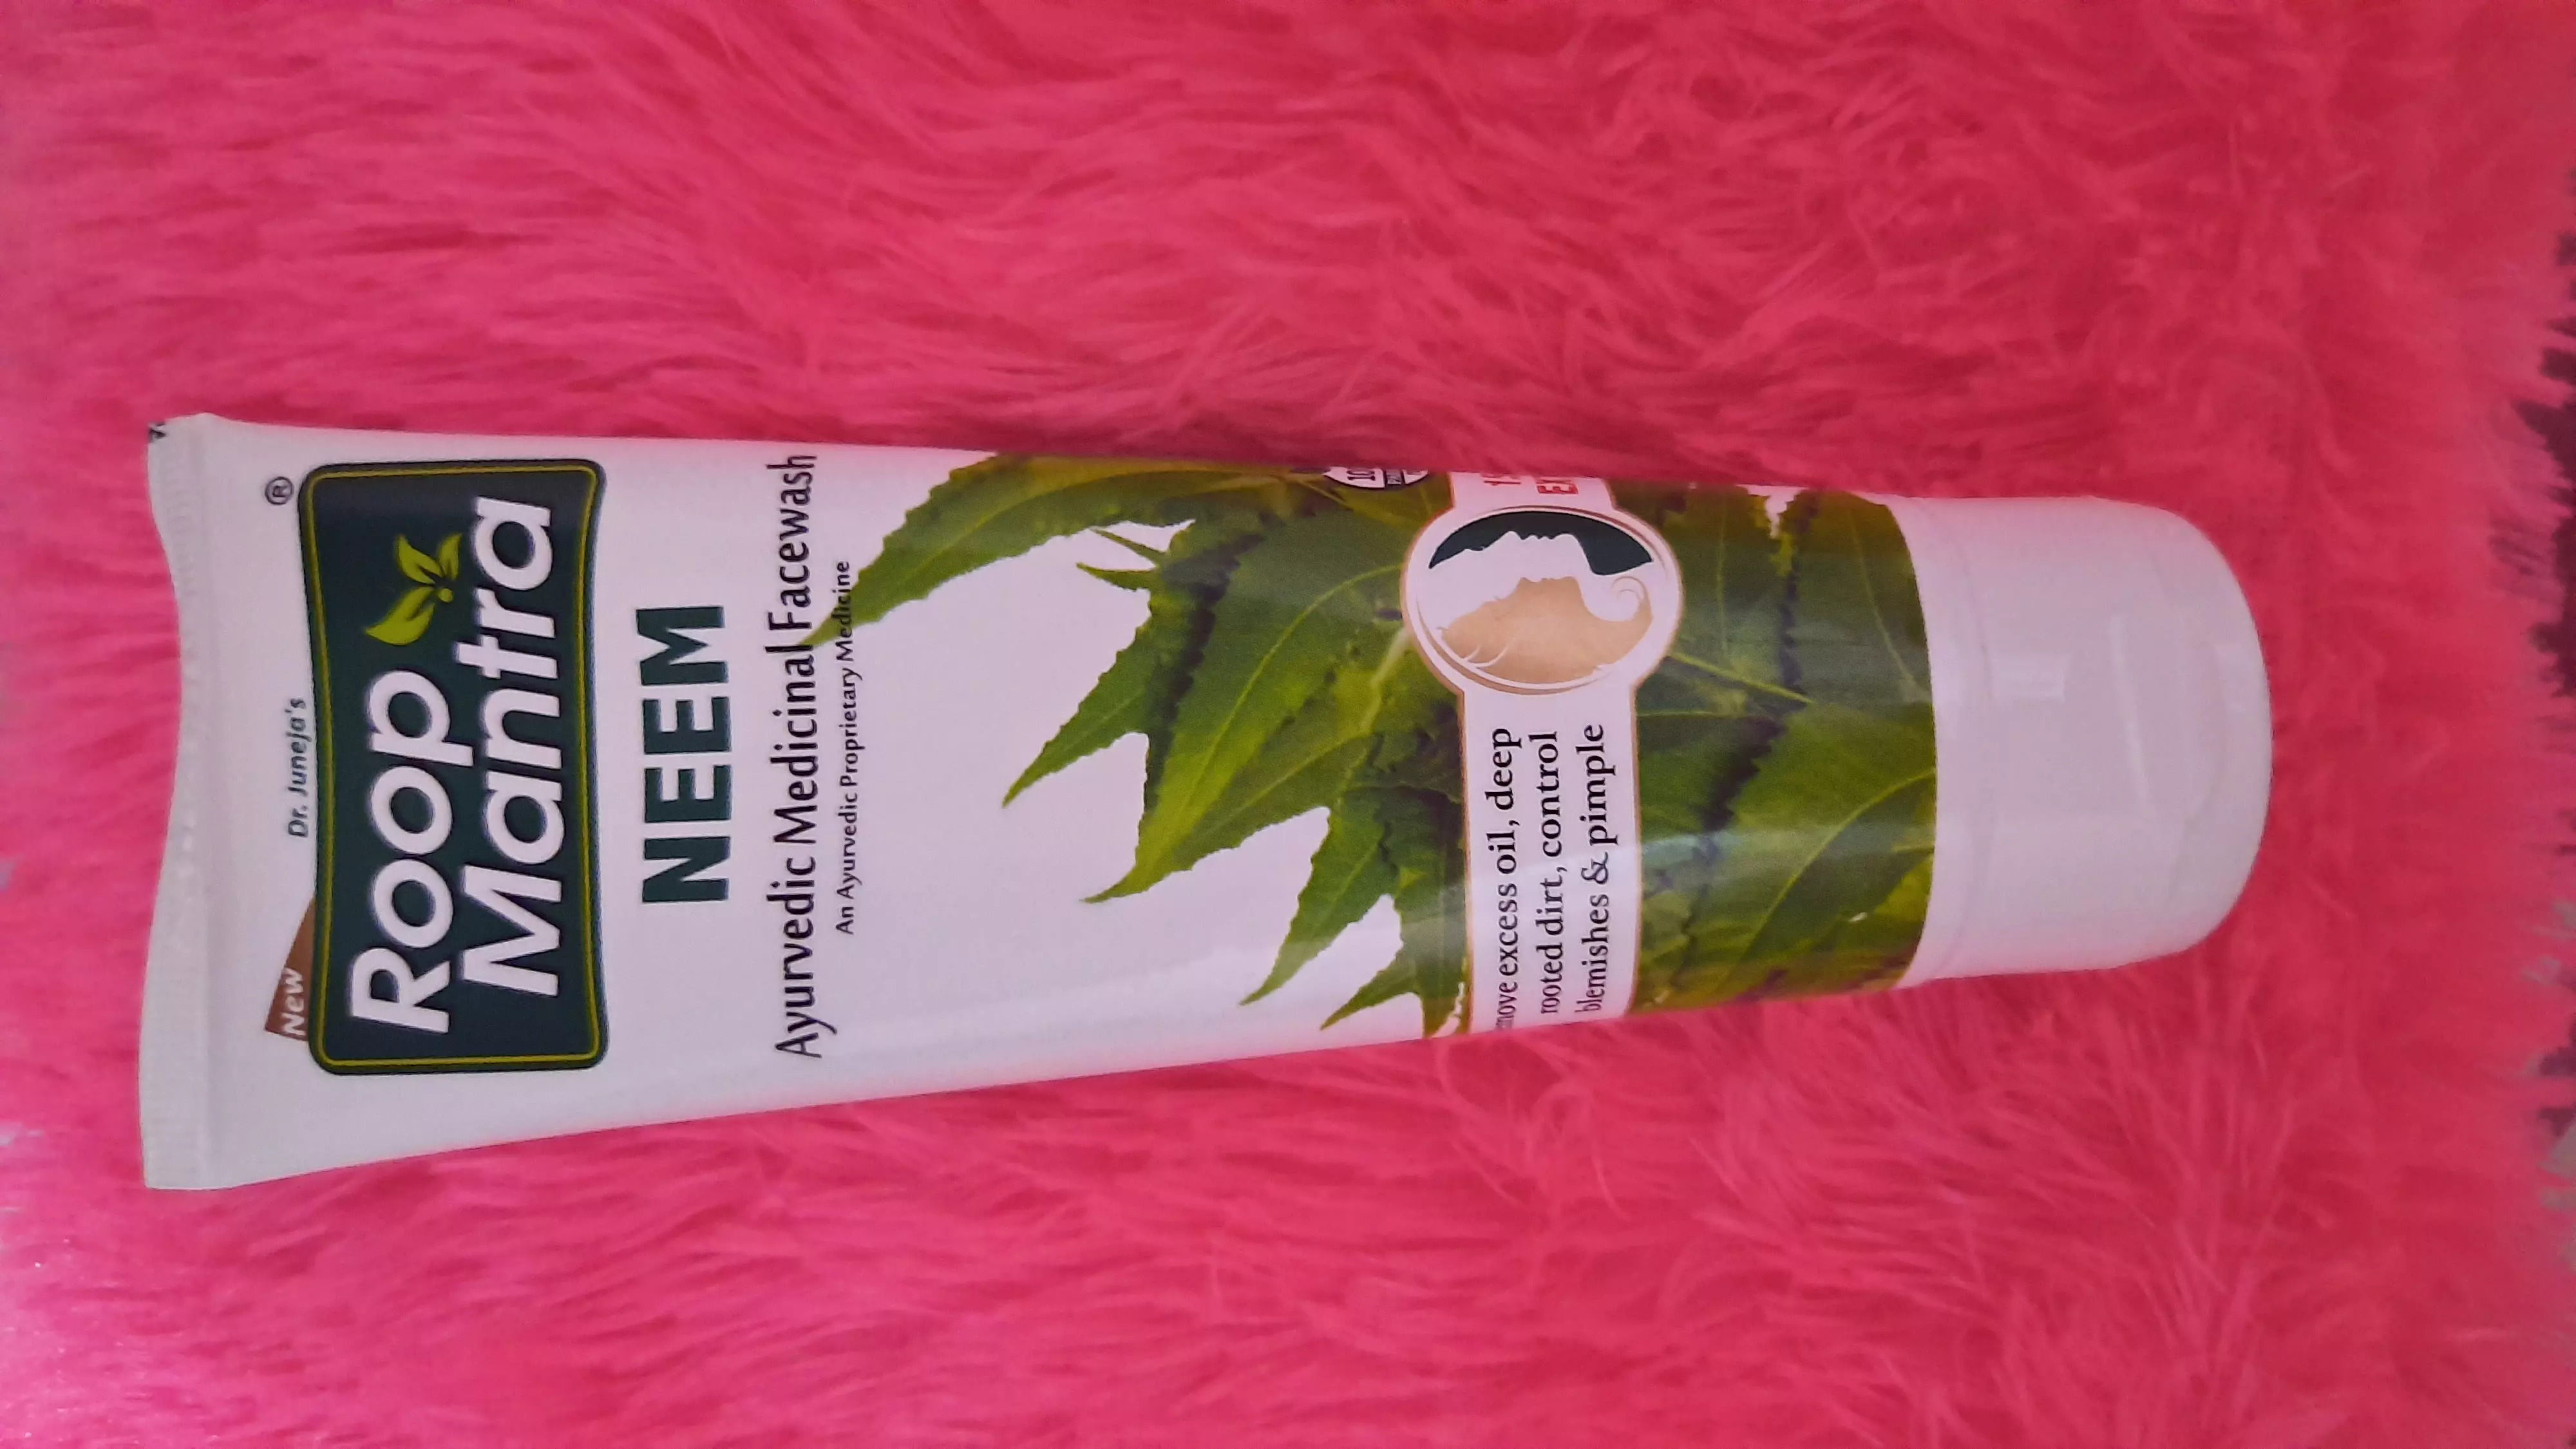 Dr. Juneja's
New
Roop
Mantra®
NEEM
Ayurvedic Medicinal Facewash
An Ayurvedic Proprietary Medicine
excess oil, deep
rooted dirt, control
blemishes & pimple